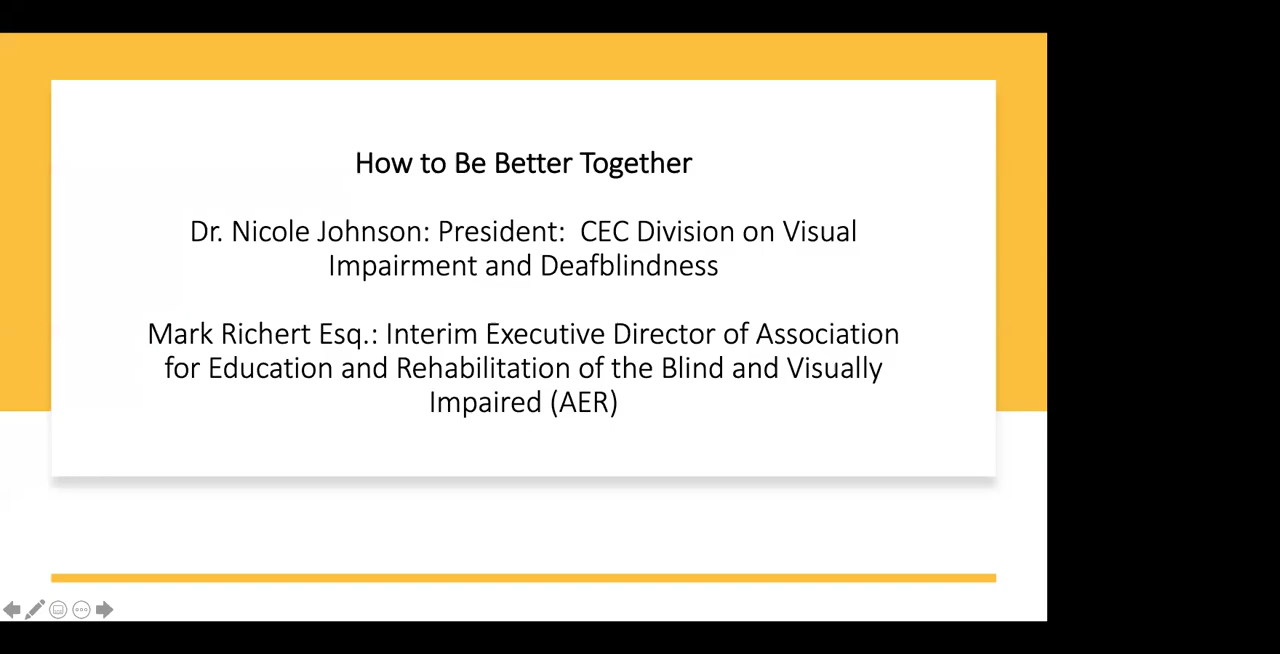 How to Be Better Together
Dr. Nicole Johnson: President:  CEC Division on Visual
Impairment and Deafblindness
Mark Richert Esq.: Interim Executive Director of Association
for Education and Rehabilitation of the Blind and Visually
Impaired (AER)